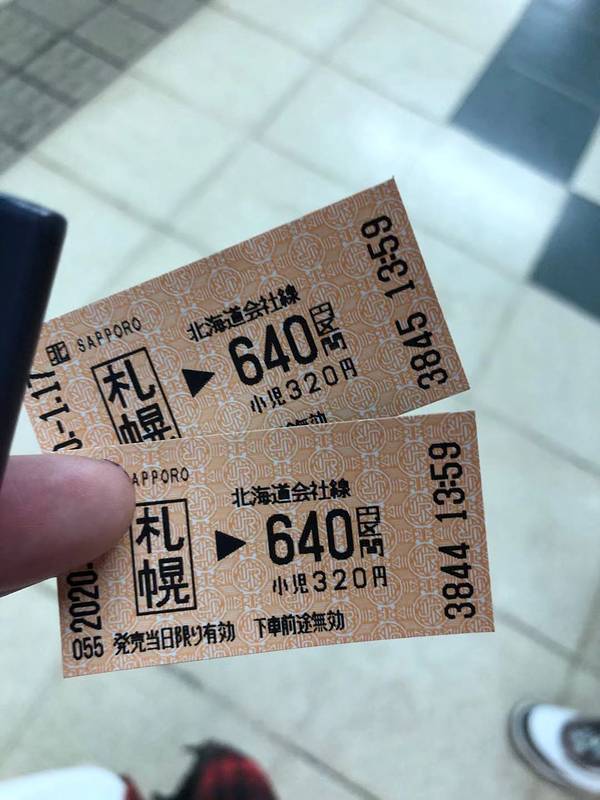 北 SAPPORO
北海道会社線
札幌 ▶ 640円区間
小児320円
-1.17
3845 13:59
北海道会社線
札幌 ▶ 640円区間
小児320円
055 発売当日限り有効 下車前途無効
2020.
3844 13:59